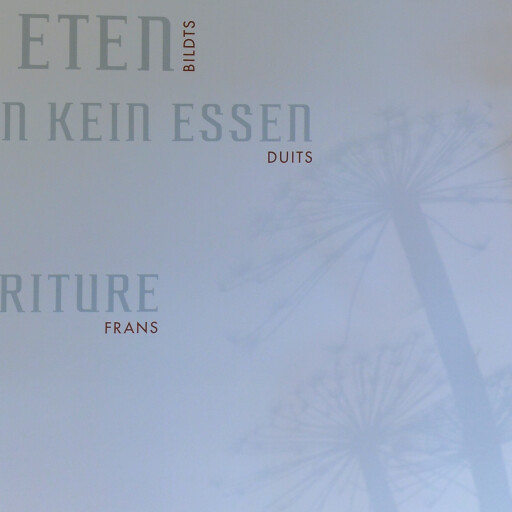 ETEN BILDTS
N KEIN ESSEN
DUITS
RITURE
FRANS